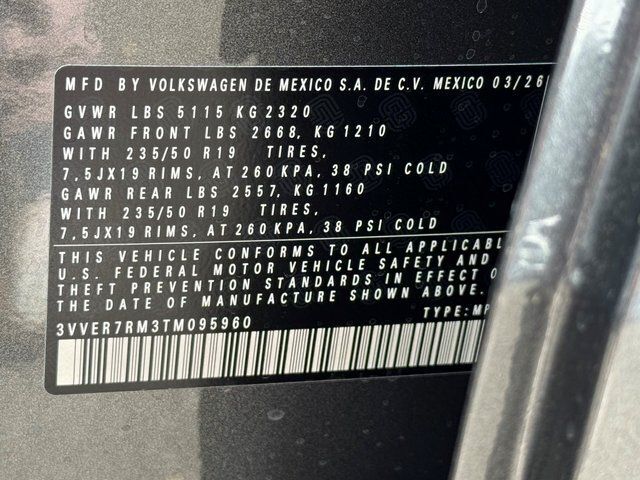 MFD BY VOLKSWAGEN DE MEXICO S.A. DE C.V. MEXICO 03/26
GVWR LBS 5115 KG 2320
GAWR FRONT LBS 2668, KG 1210
WITH 235/50 R19 TIRES,
7,5JX19 RIMS, AT 260 KPA, 38 PSI COLD
GAWR REAR LBS 2557, KG 1160
WITH 235/50 R19 TIRES,
7,5JX19 RIMS, AT 260 KPA, 38 PSI COLD
THIS VEHICLE CONFORMS TO ALL APPLICABL
U.S. FEDERAL MOTOR VEHICLE SAFETY AND
THEFT PREVENTION STANDARDS IN EFFECT O
THE DATE OF MANUFACTURE SHOWN ABOVE.
3VVER7RM3TM095960 TYPE: MP